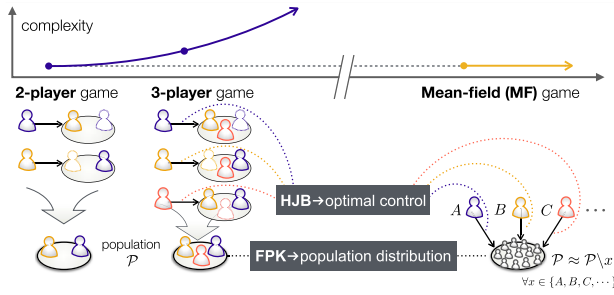 complexity
2-player game
3-player game
Mean-field (MF) game
HJB→optimal control
A
B
C
...
population
𝒫
FPK→population distribution
𝒫 ≈ 𝒫\x
∀x ∈ {A, B, C, ⋯}